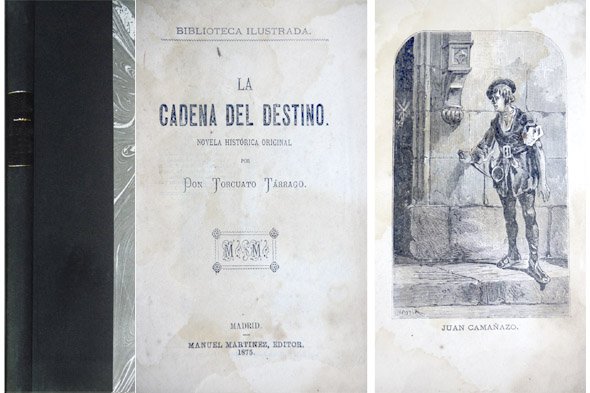 BIBLIOTECA ILUSTRADA.
LA
CADENA DEL DESTINO.
NOVELA HISTÓRICA ORIGINAL
POR
DON TORCUATO TÁRRAGO.
MADRID.
MANUEL MARTINEZ, EDITOR.
1875.
JUAN CAMAÑAZO.